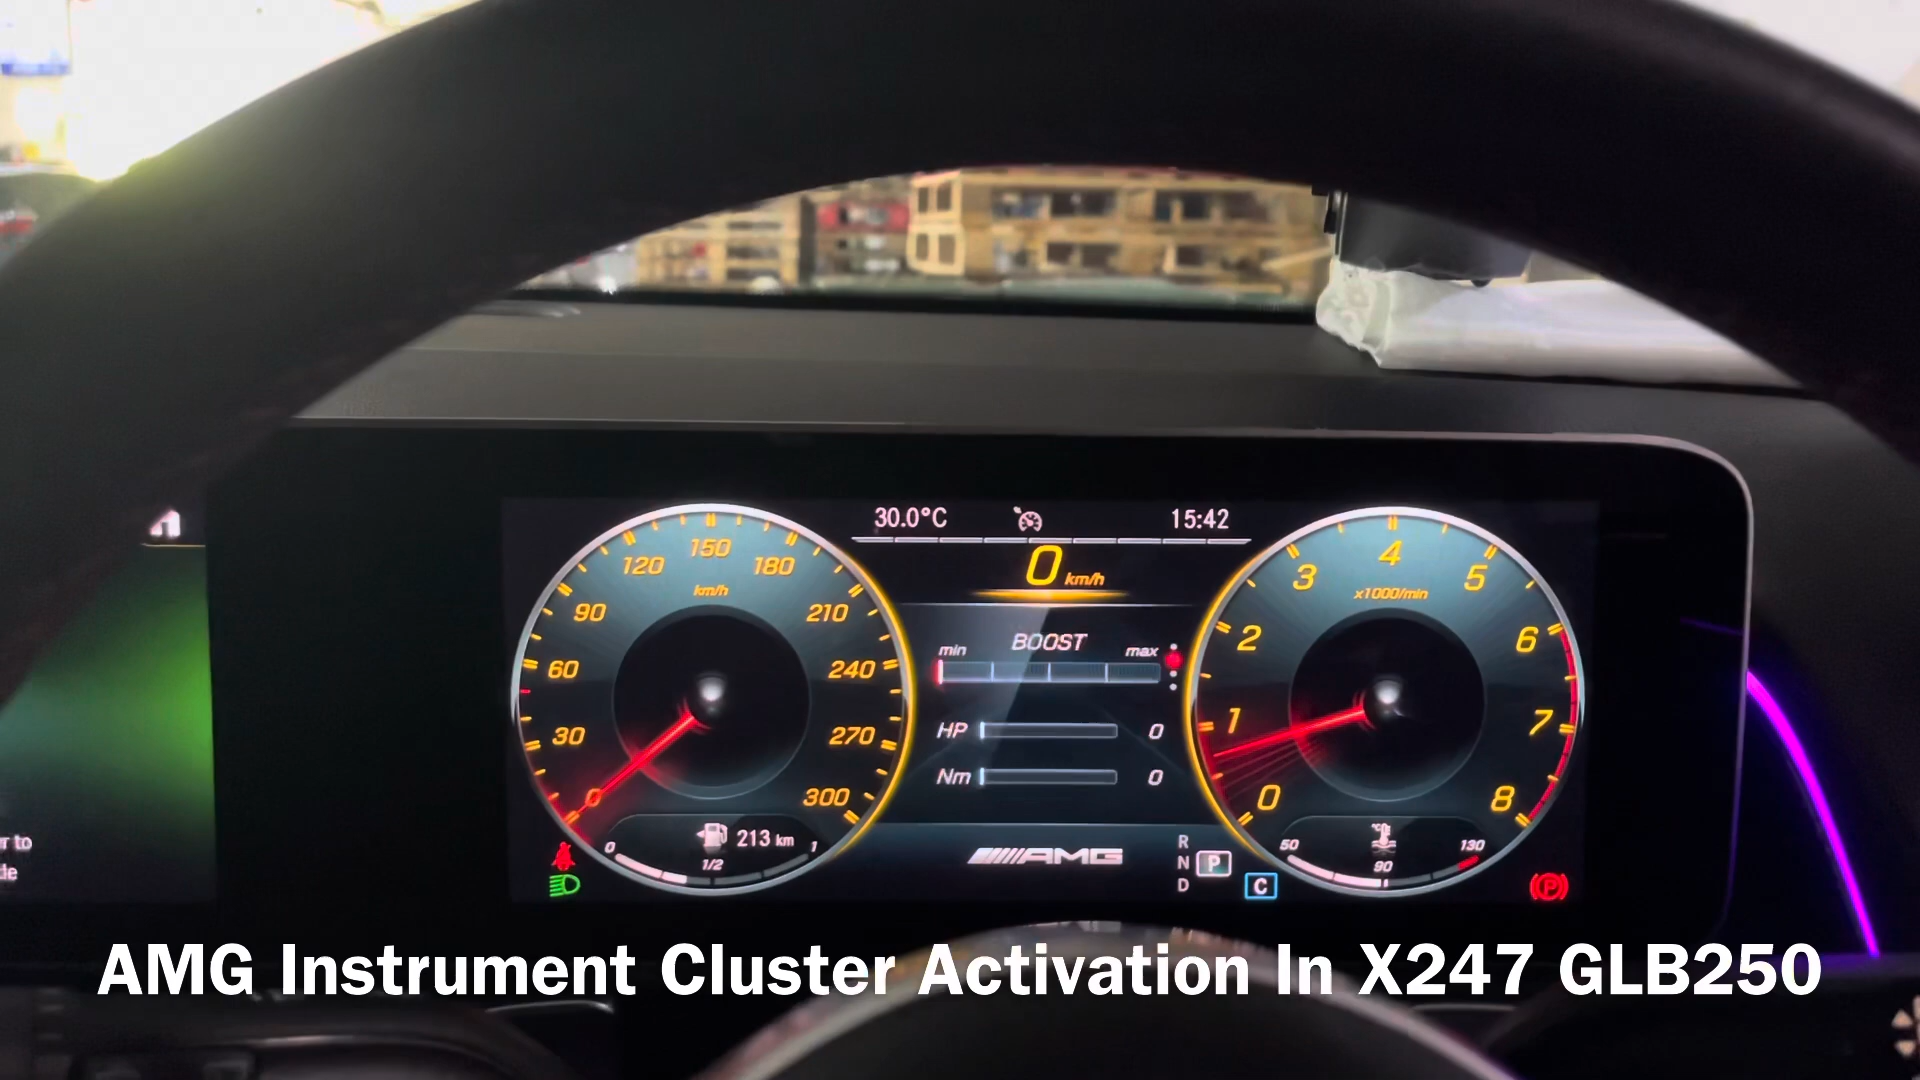 30.0°C
15:42
0 km/h
120 150 180
km/h
90 210
60 240
30 270
0 300
213 km
0 1/2 1
BOOST
min max
HP 0
Nm 0
AMG
R
N P
D
C
3 4 5
x1000/min
2 6
1 7
0 8
50 90 130
°C
P
r to
de
AMG Instrument Cluster Activation In X247 GLB250